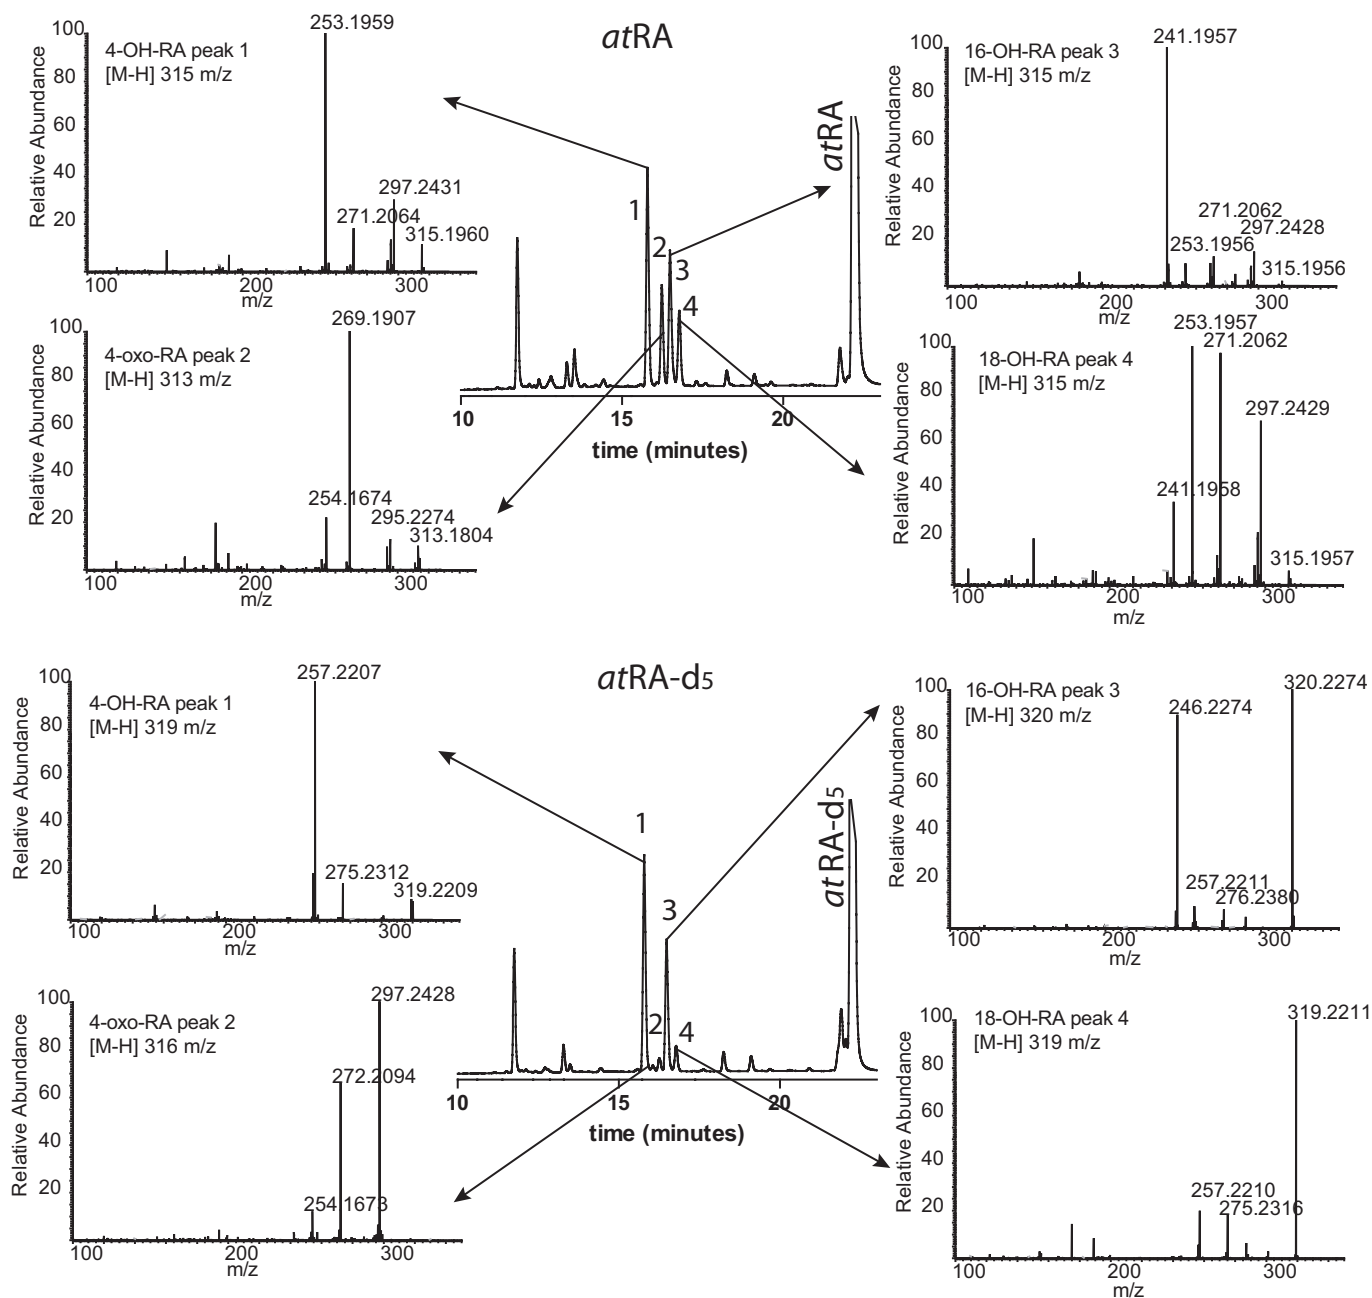 atRA
4-OH-RA peak 1
[M-H] 315 m/z
Relative Abundance
100
80
60
40
20
253.1959
271.2064
297.2431
315.1960
100
200
300
m/z
4-oxo-RA peak 2
[M-H] 313 m/z
Relative Abundance
100
80
60
40
20
269.1907
254.1674
295.2274
313.1804
100
200
300
m/z
1
2
3
4
atRA
10
15
20
time (minutes)
16-OH-RA peak 3
[M-H] 315 m/z
Relative Abundance
100
80
60
40
20
241.1957
271.2062
297.2428
253.1956
315.1956
100
200
300
m/z
18-OH-RA peak 4
[M-H] 315 m/z
Relative Abundance
100
80
60
40
20
253.1957
271.2062
297.2429
241.1958
315.1957
100
200
300
m/z
atRA-d5
4-OH-RA peak 1
[M-H] 319 m/z
Relative Abundance
100
80
60
40
20
257.2207
275.2312
319.2209
100
200
300
m/z
4-oxo-RA peak 2
[M-H] 316 m/z
Relative Abundance
100
80
60
40
20
297.2428
272.2094
254.1673
100
200
300
m/z
1
3
2
4
atRA-d5
10
15
20
time (minutes)
16-OH-RA peak 3
[M-H] 320 m/z
Relative Abundance
100
80
60
40
20
320.2274
246.2274
257.2211
276.2380
100
200
300
m/z
18-OH-RA peak 4
[M-H] 319 m/z
Relative Abundance
100
80
60
40
20
319.2211
257.2210
275.2316
100
200
300
m/z